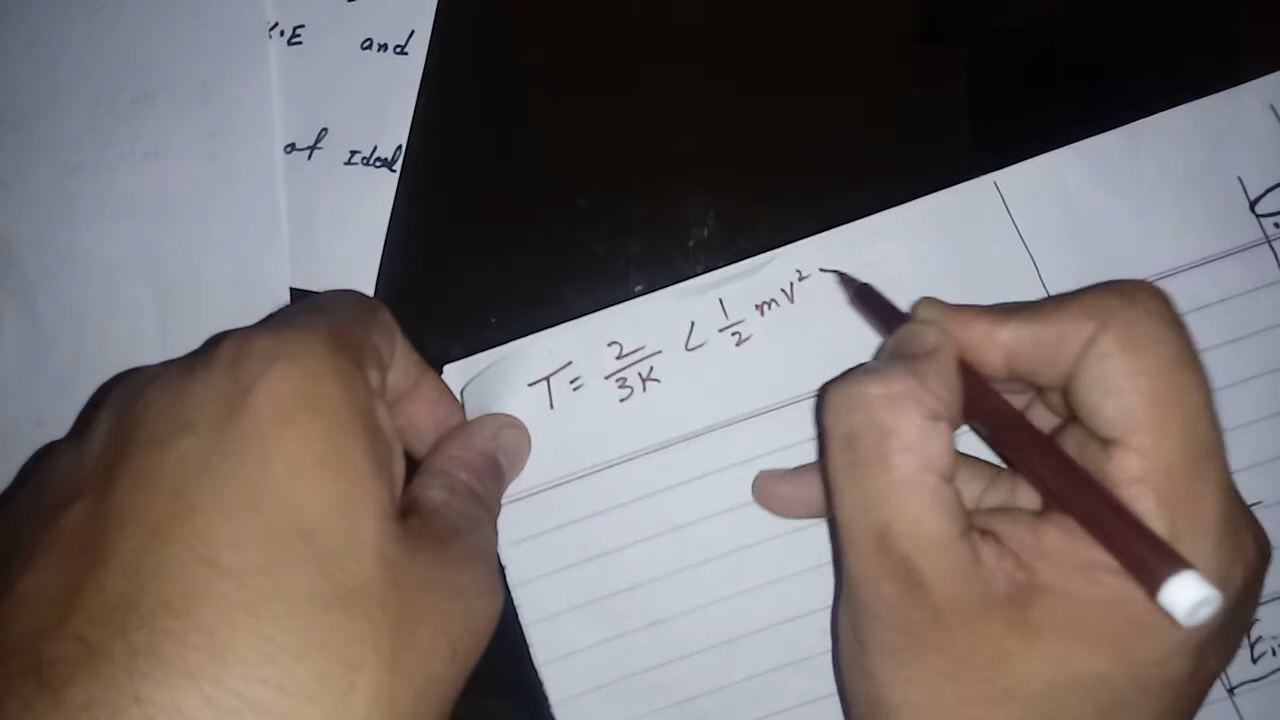 K.E and
of Ideal
T = 2/3K < 1/2 mv²